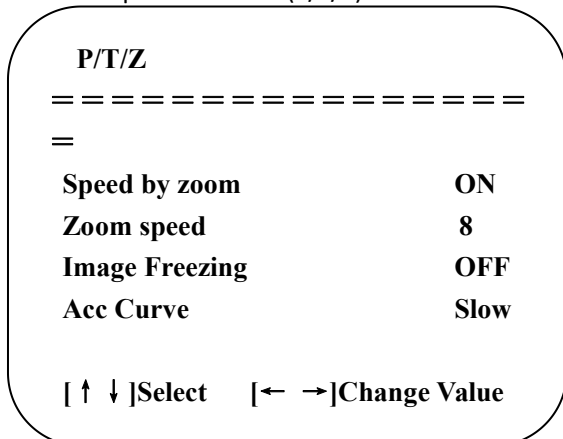 P/T/Z
= = = = = = = = = = = = = = = =
=
Speed by zoom ON
Zoom speed 8
Image Freezing OFF
Acc Curve Slow
[ ↑ ↓ ]Select [← →]Change Value